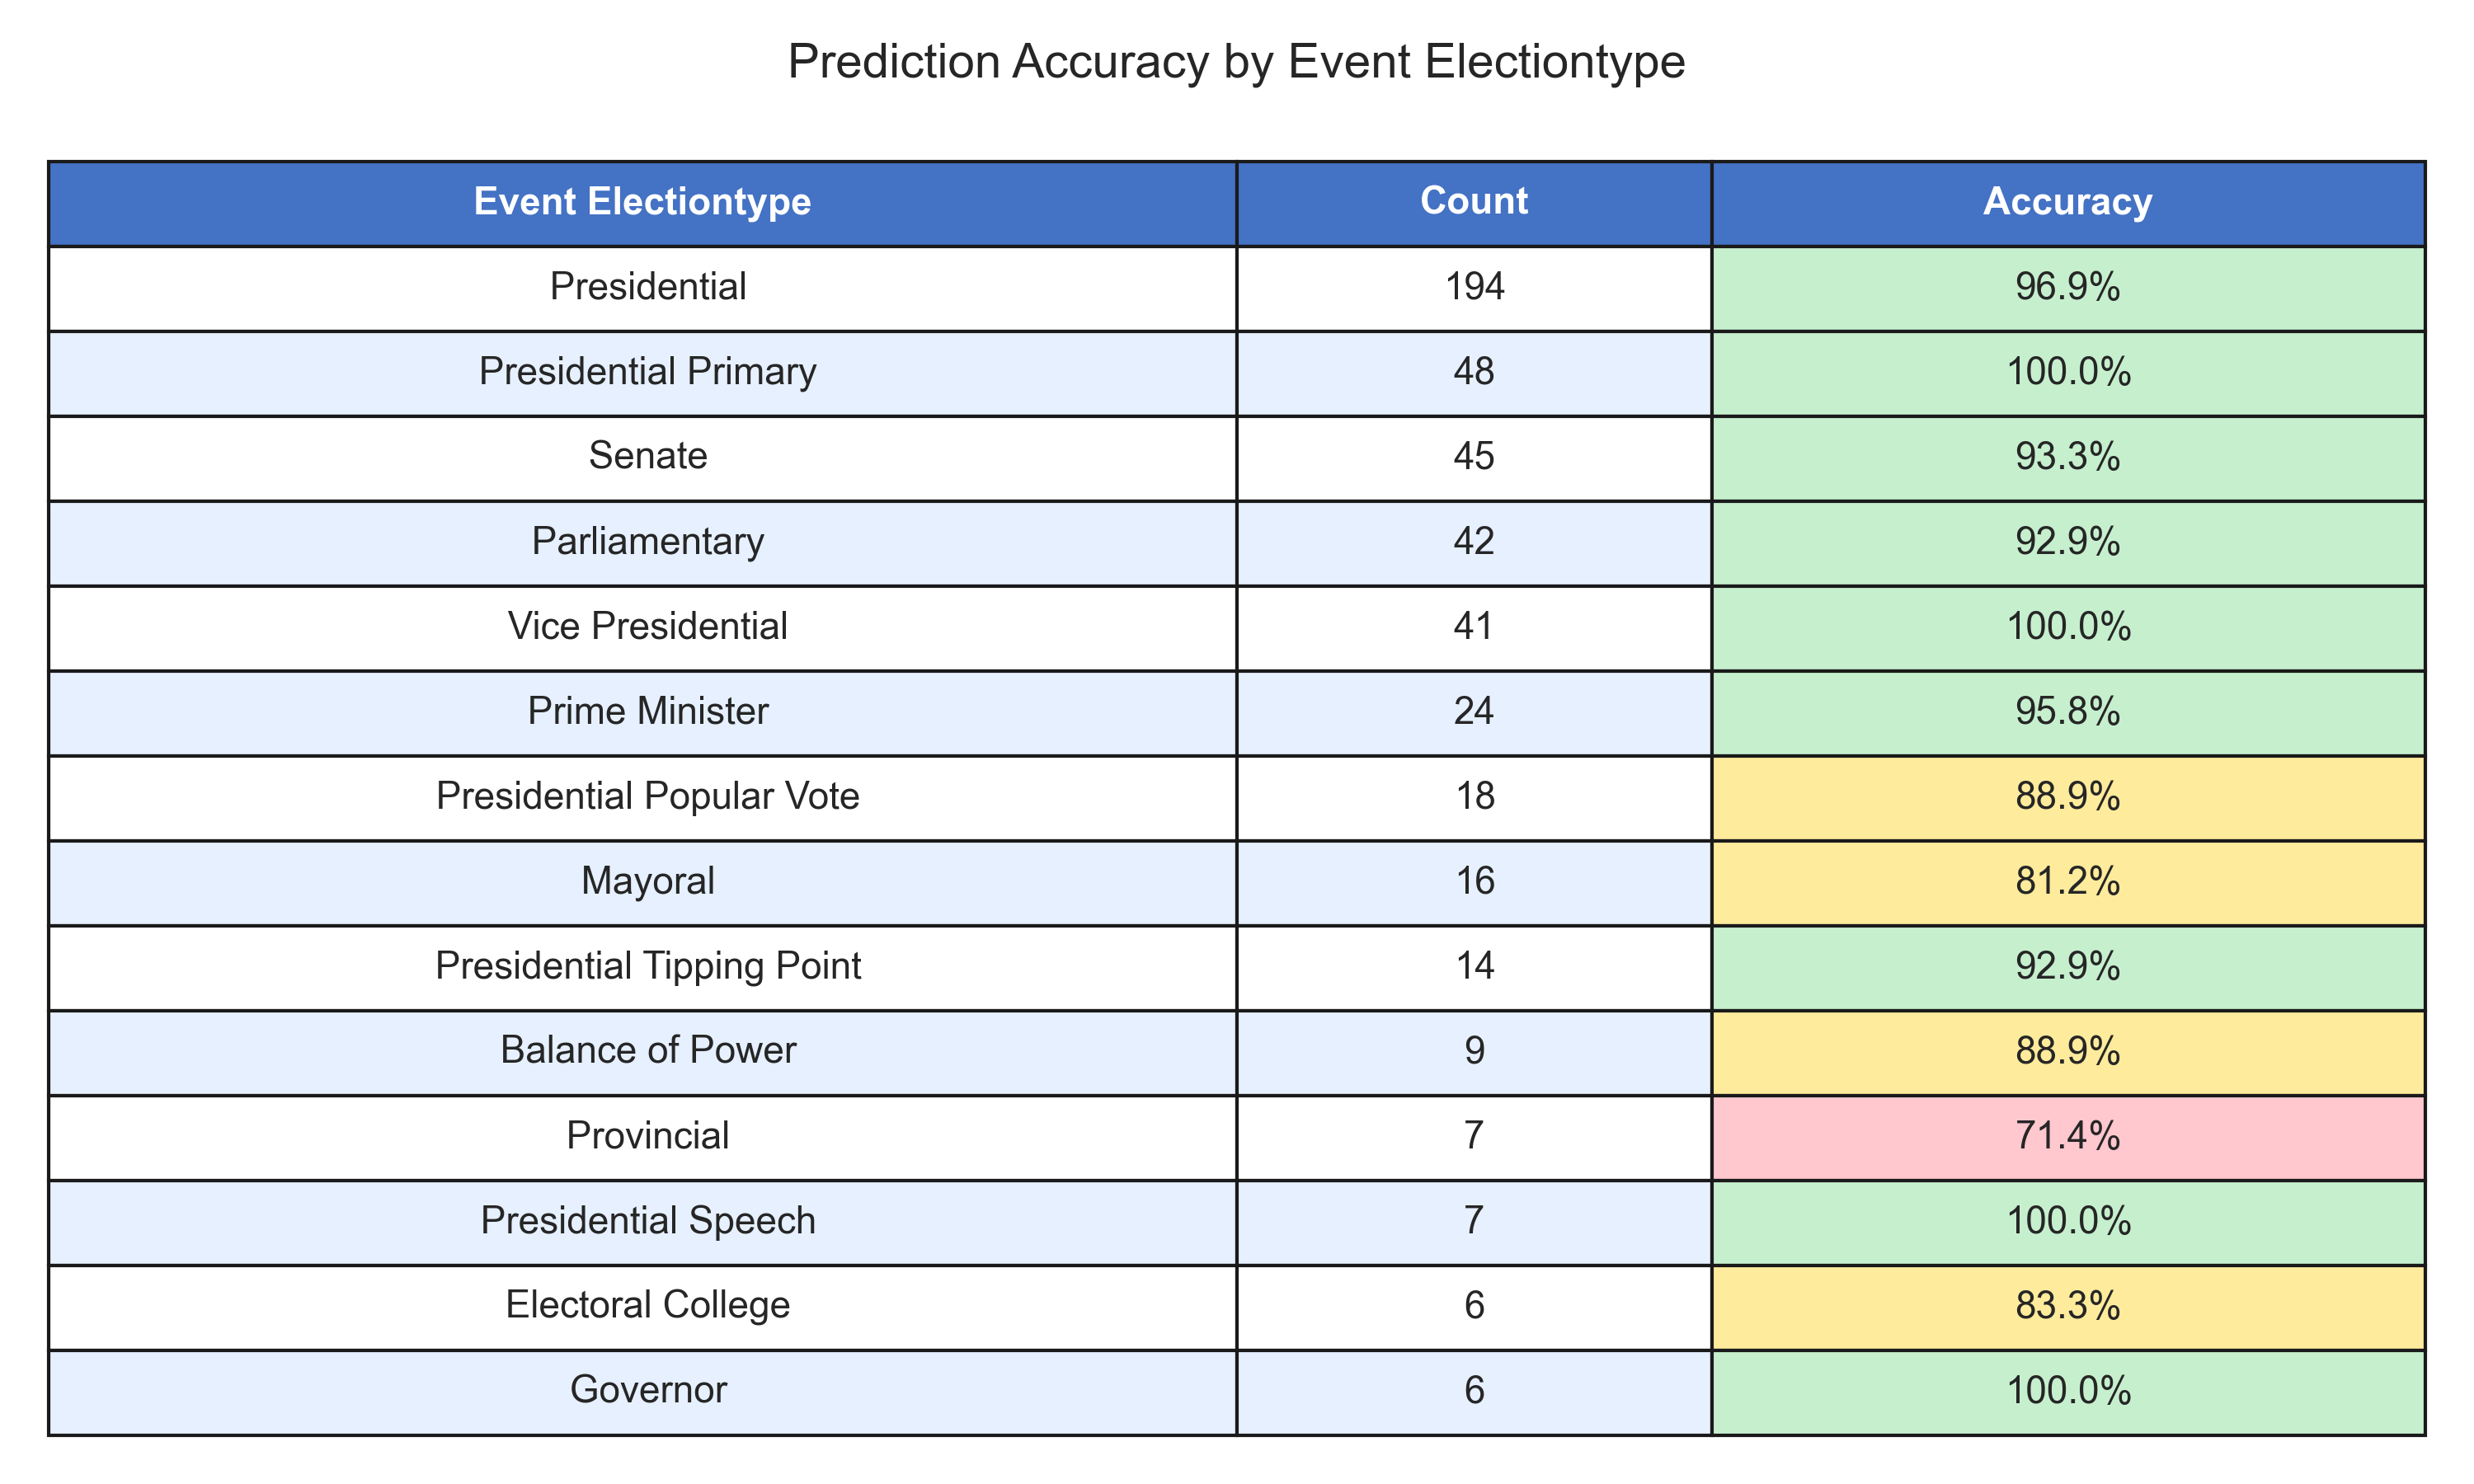 Prediction Accuracy by Event Electiontype
Event Electiontype Count Accuracy
Presidential 194 96.9%
Presidential Primary 48 100.0%
Senate 45 93.3%
Parliamentary 42 92.9%
Vice Presidential 41 100.0%
Prime Minister 24 95.8%
Presidential Popular Vote 18 88.9%
Mayoral 16 81.2%
Presidential Tipping Point 14 92.9%
Balance of Power 9 88.9%
Provincial 7 71.4%
Presidential Speech 7 100.0%
Electoral College 6 83.3%
Governor 6 100.0%